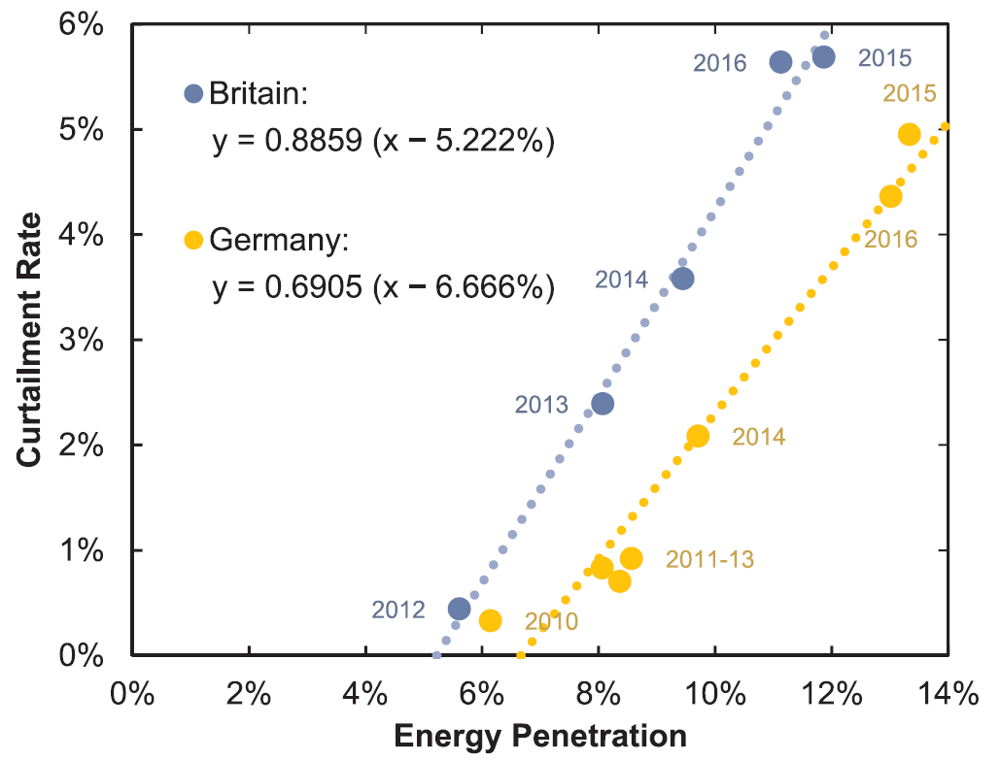 6%
5%
4%
3%
2%
1%
0%
Curtailment Rate
Britain:
y = 0.8859 (x − 5.222%)
Germany:
y = 0.6905 (x − 6.666%)
2016
2015
2015
2016
2014
2013
2014
2011-13
2012
2010
0% 2% 4% 6% 8% 10% 12% 14%
Energy Penetration